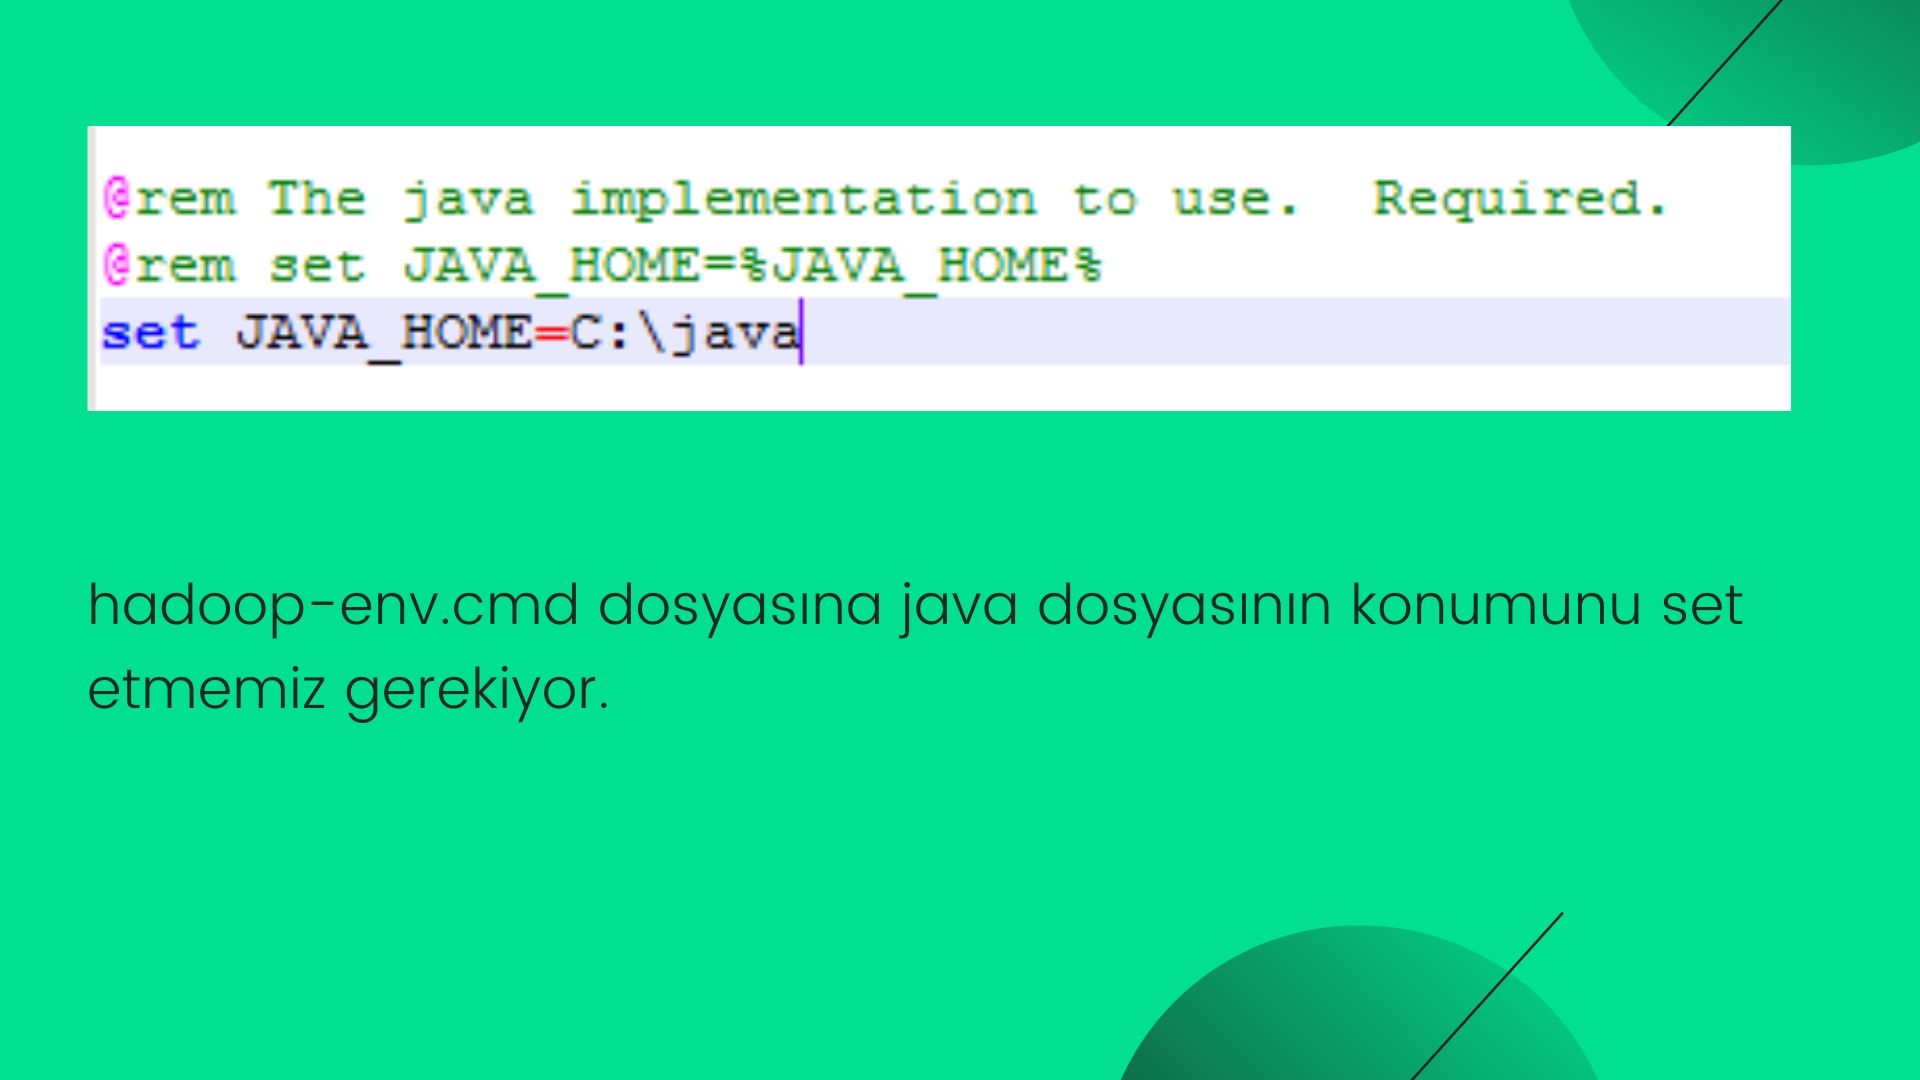 @rem The java implementation to use.  Required.
@rem set JAVA_HOME=%JAVA_HOME%
set JAVA_HOME=C:\java
hadoop-env.cmd dosyasına java dosyasının konumunu set
etmemiz gerekiyor.